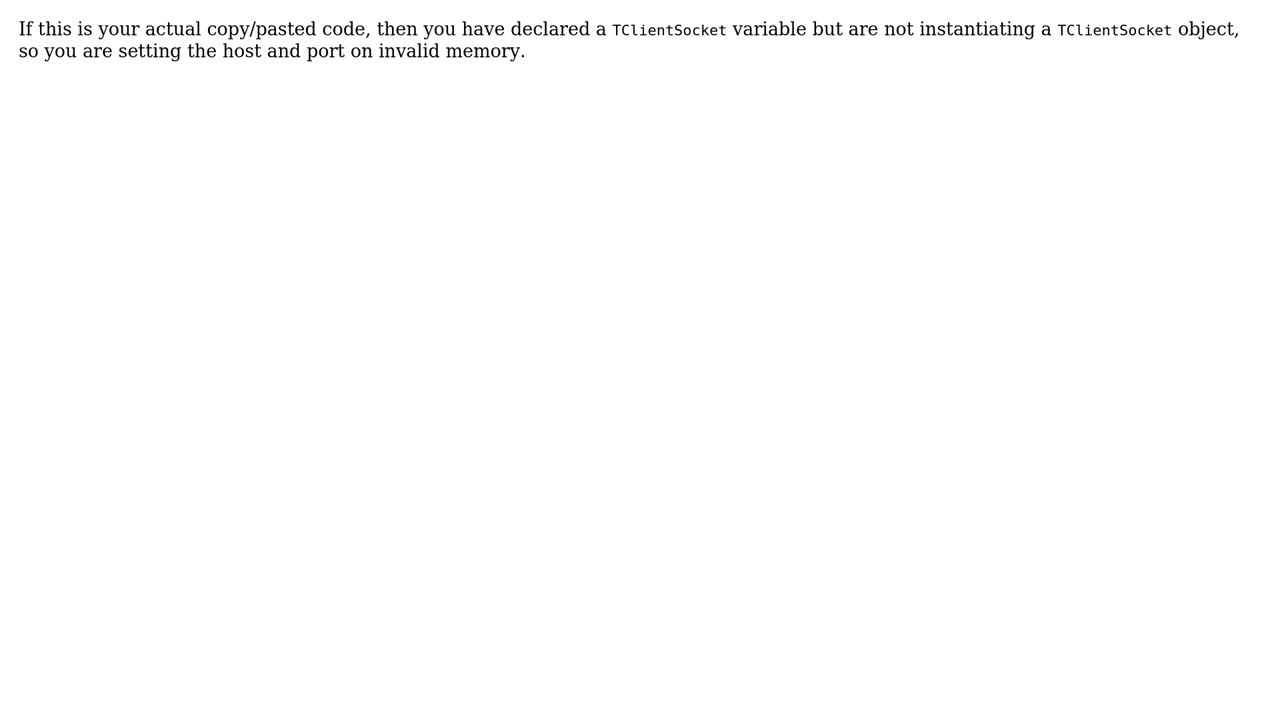 If this is your actual copy/pasted code, then you have declared a TClientSocket variable but are not instantiating a TClientSocket object,
so you are setting the host and port on invalid memory.